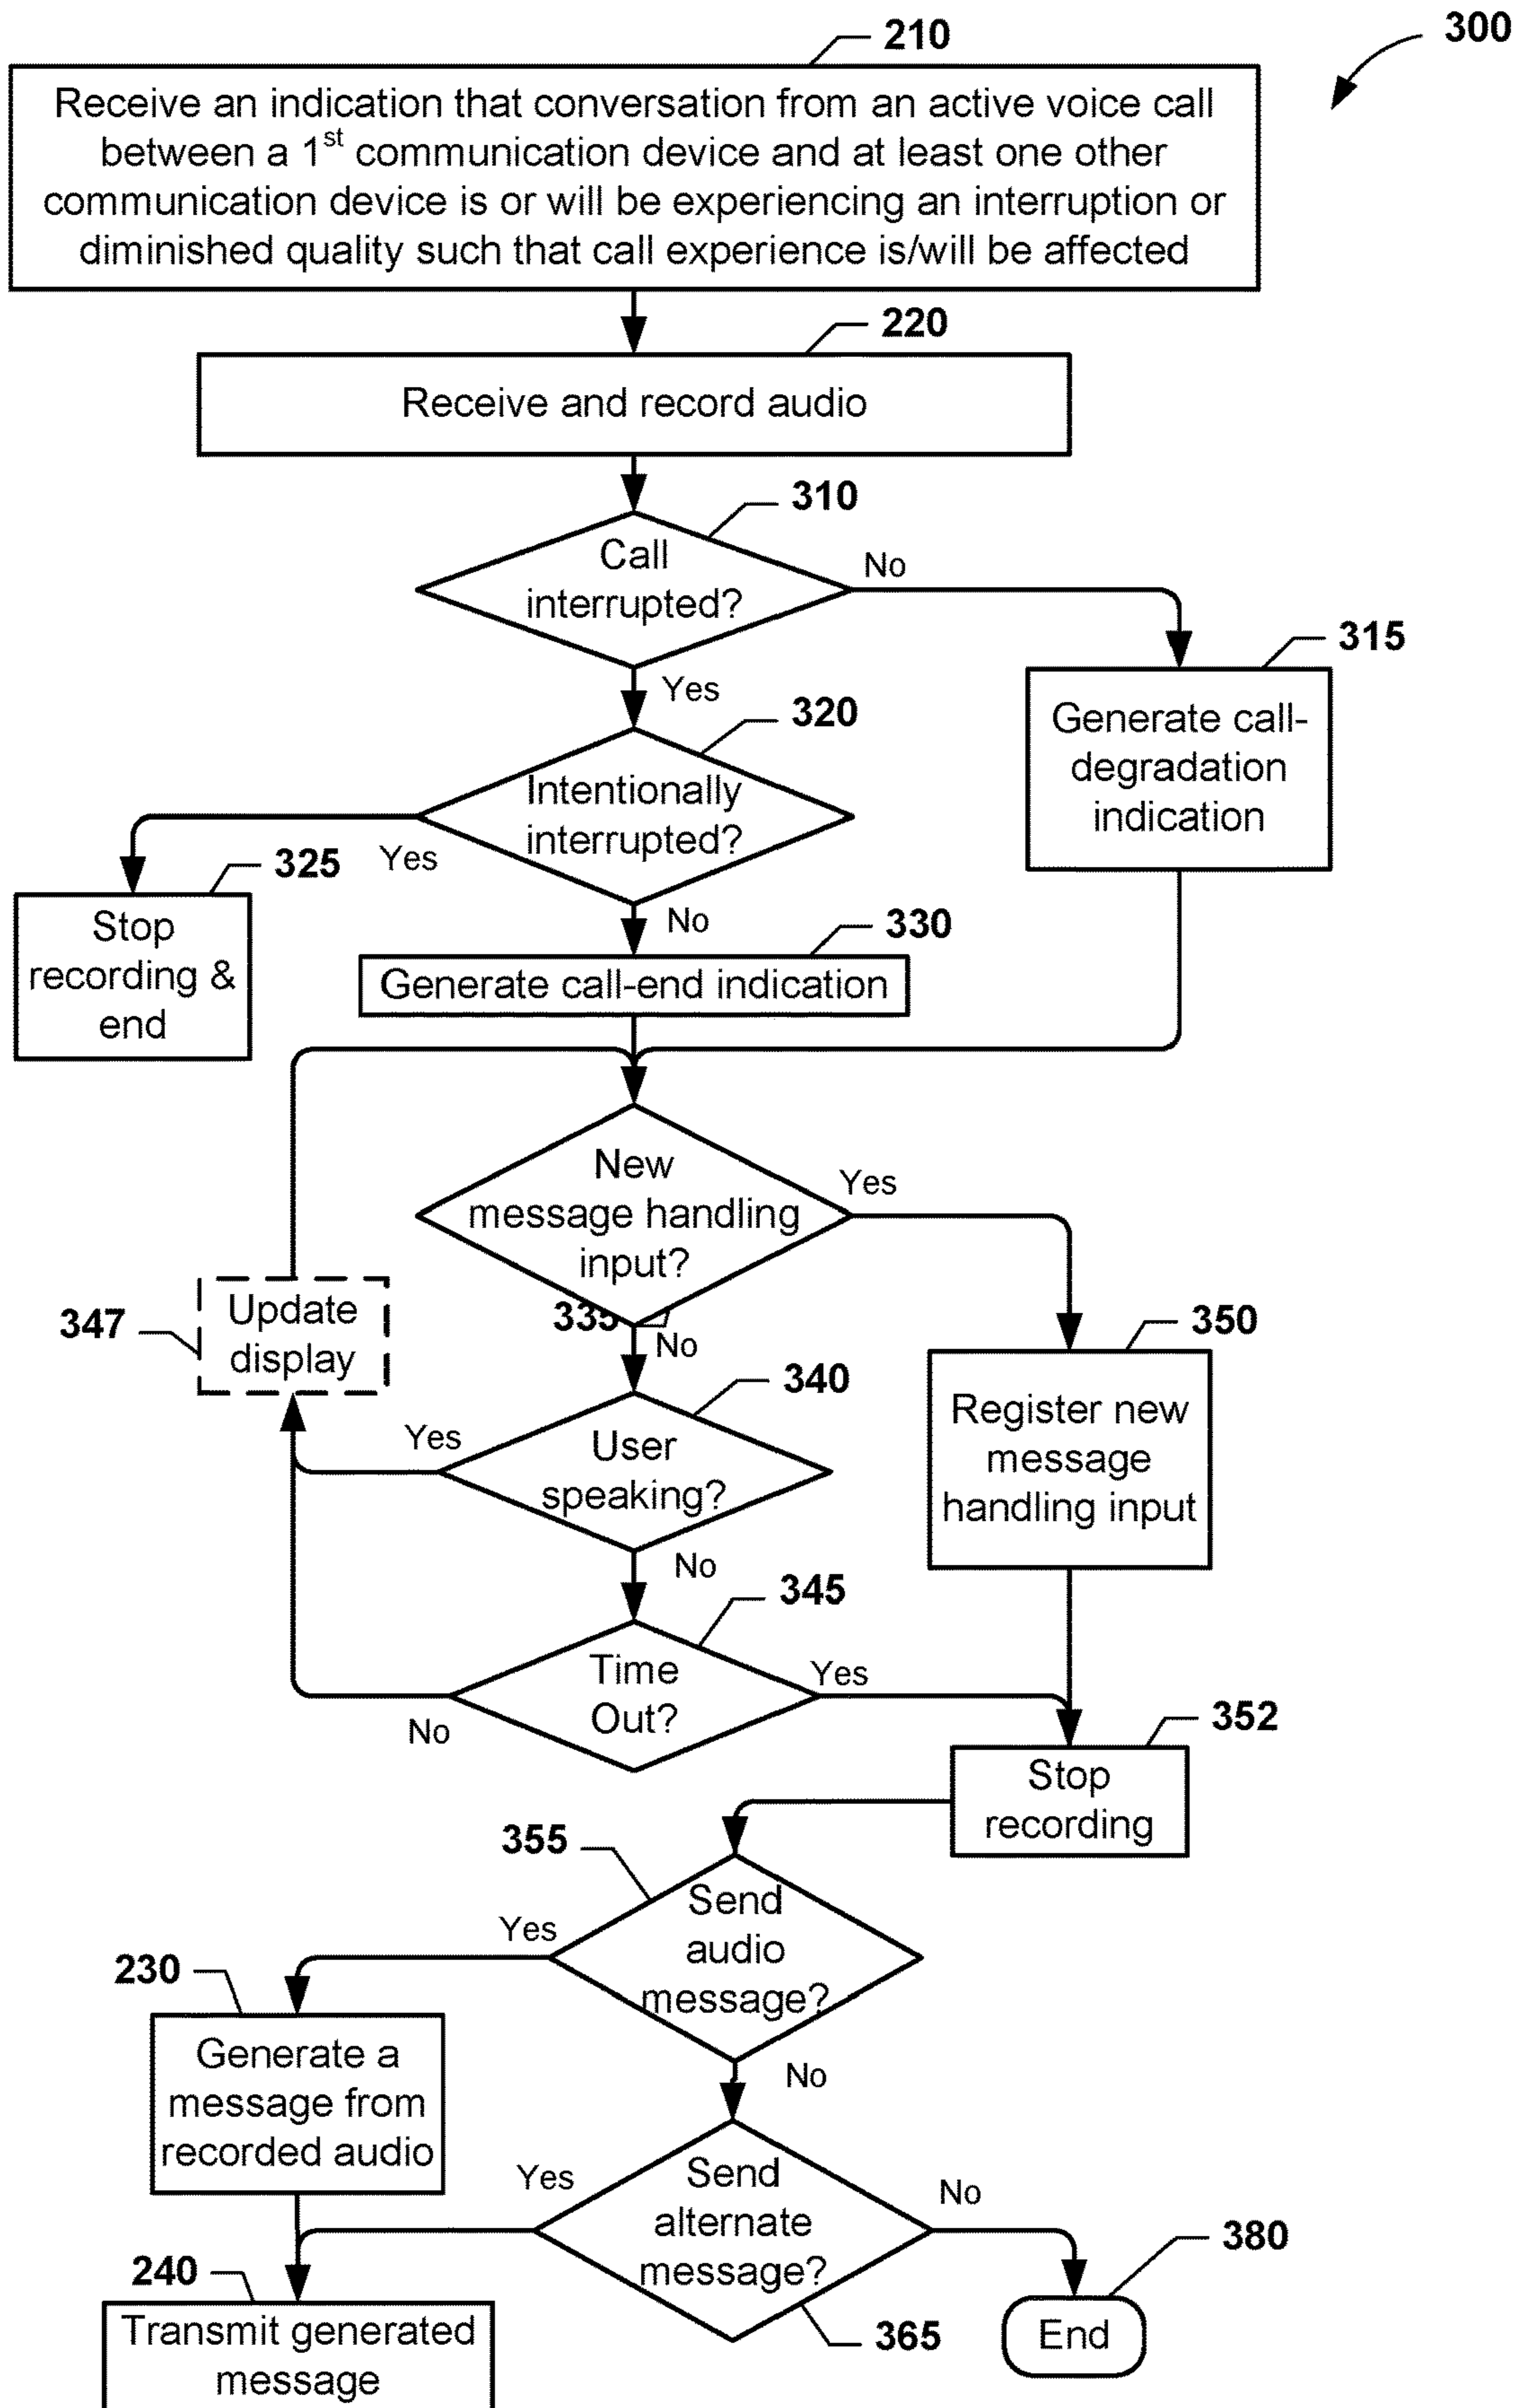 300
210
Receive an indication that conversation from an active voice call
between a 1st communication device and at least one other
communication device is or will be experiencing an interruption or
diminished quality such that call experience is/will be affected
220
Receive and record audio
310
Call
interrupted?
No
Yes
315
Generate call-
degradation
indication
320
Intentionally
interrupted?
Yes
No
325
Stop
recording &
end
330
Generate call-end indication
New
message handling
input?
Yes
335
No
347
Update
display
350
Register new
message
handling input
340
User
speaking?
Yes
No
345
Time
Out?
Yes
No
352
Stop
recording
355
Send
audio
message?
Yes
No
230
Generate a
message from
recorded audio
Send
alternate
message?
Yes
No
365
240
Transmit generated
message
380
End